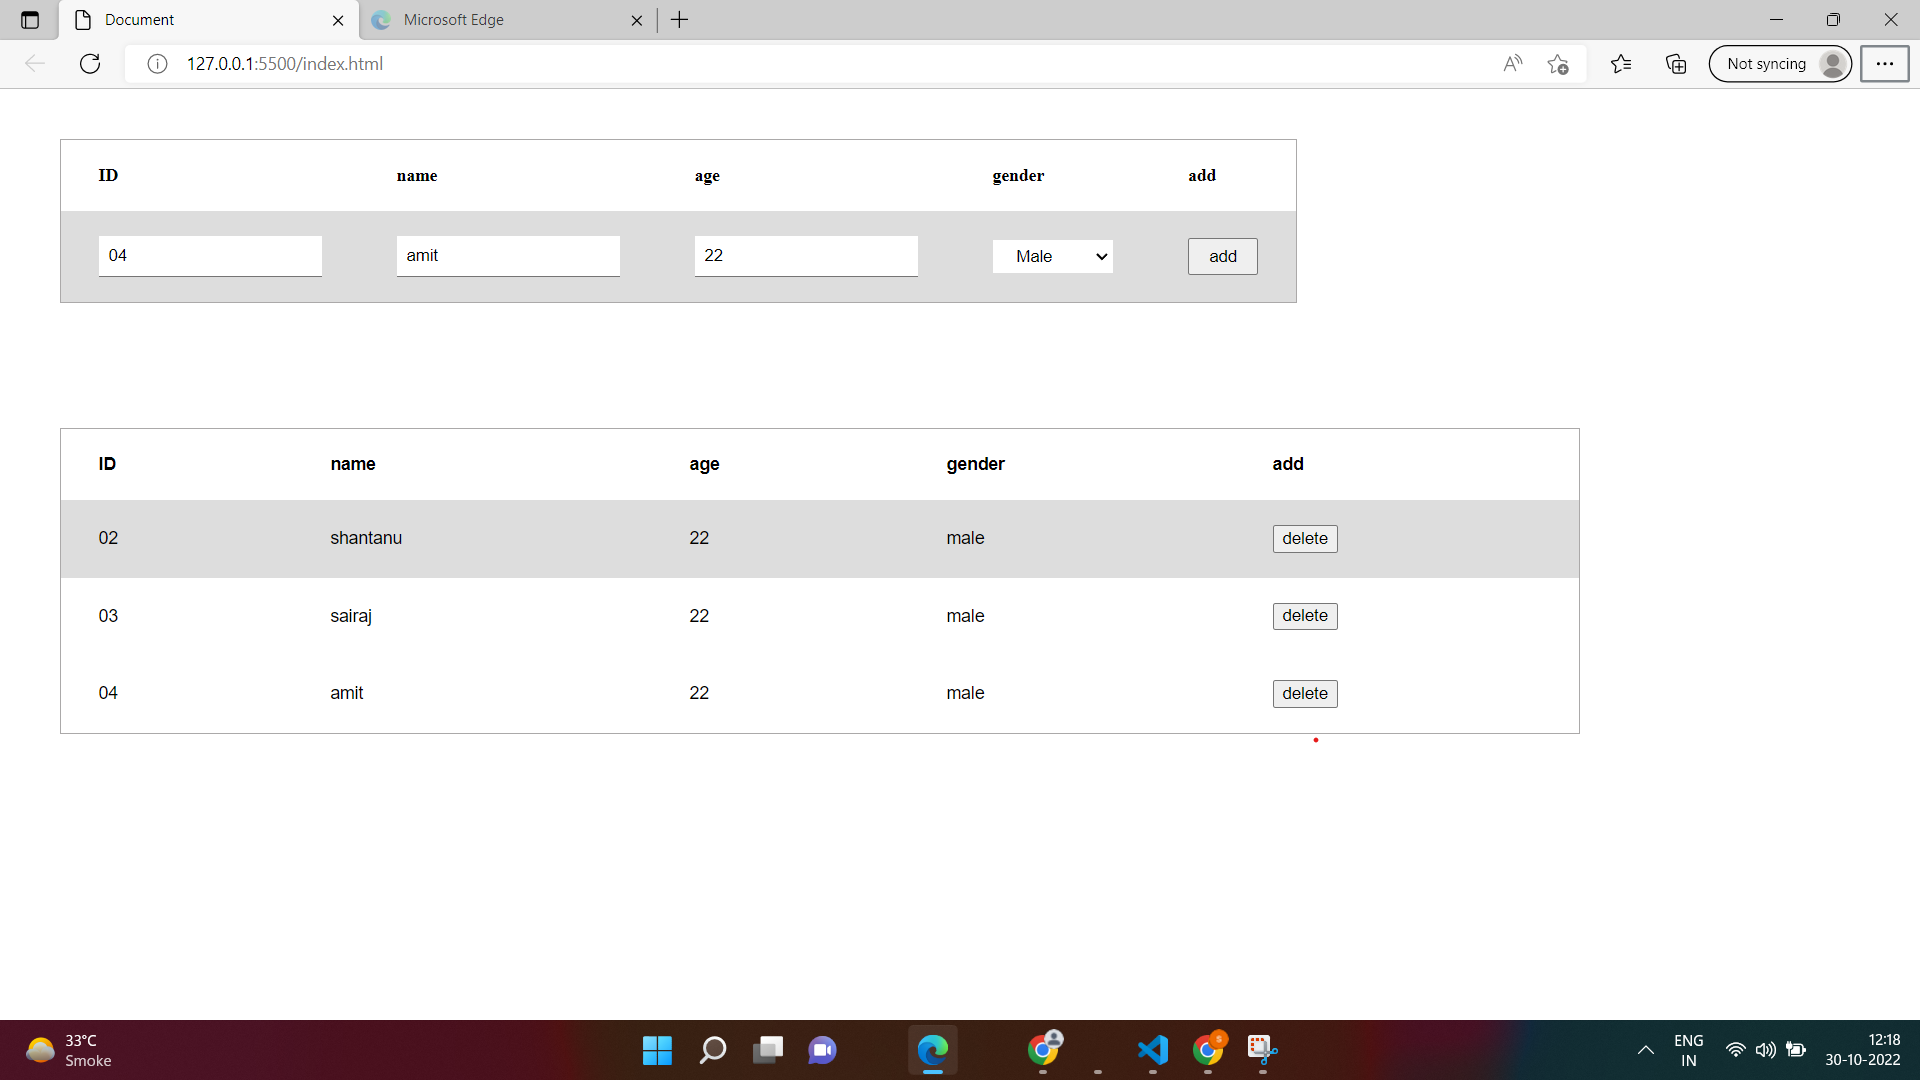 Document
Microsoft Edge
127.0.0.1:5500/index.html
Not syncing
ID name age gender add
04 amit 22 Male add
ID name age gender add
02 shantanu 22 male delete
03 sairaj 22 male delete
04 amit 22 male delete
33°C
Smoke
S
ENG
IN
12:18
30-10-2022